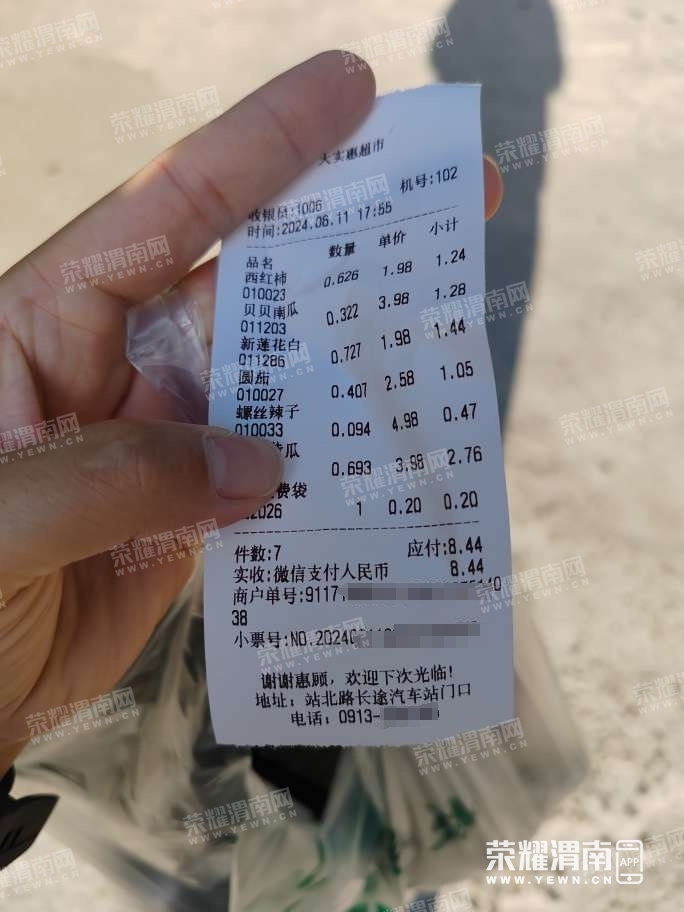 大实惠超市
收银员:1006 机号:102
时间:2024.06.11 17:55
品名 数量 单价 小计
西红柿
010023 0.626 1.98 1.24
贝贝南瓜
011203 0.322 3.98 1.28
新莲花白
011286 0.727 1.98 1.44
圆茄
010027 0.407 2.58 1.05
螺丝辣子
010033 0.094 4.98 0.47
瓜
0.693 3.98 2.76
费袋
2026 1 0.20 0.20
件数:7 应付:8.44
实收:微信支付人民币 8.44
商户单号:9117 140
38
小票号:NO.2024
谢谢惠顾，欢迎下次光临!
地址: 站北路长途汽车站门口
电话: 0913-
荣耀渭南网
WWW.YEWN.CN
荣耀渭南 APP
WWW.YEWN.CN